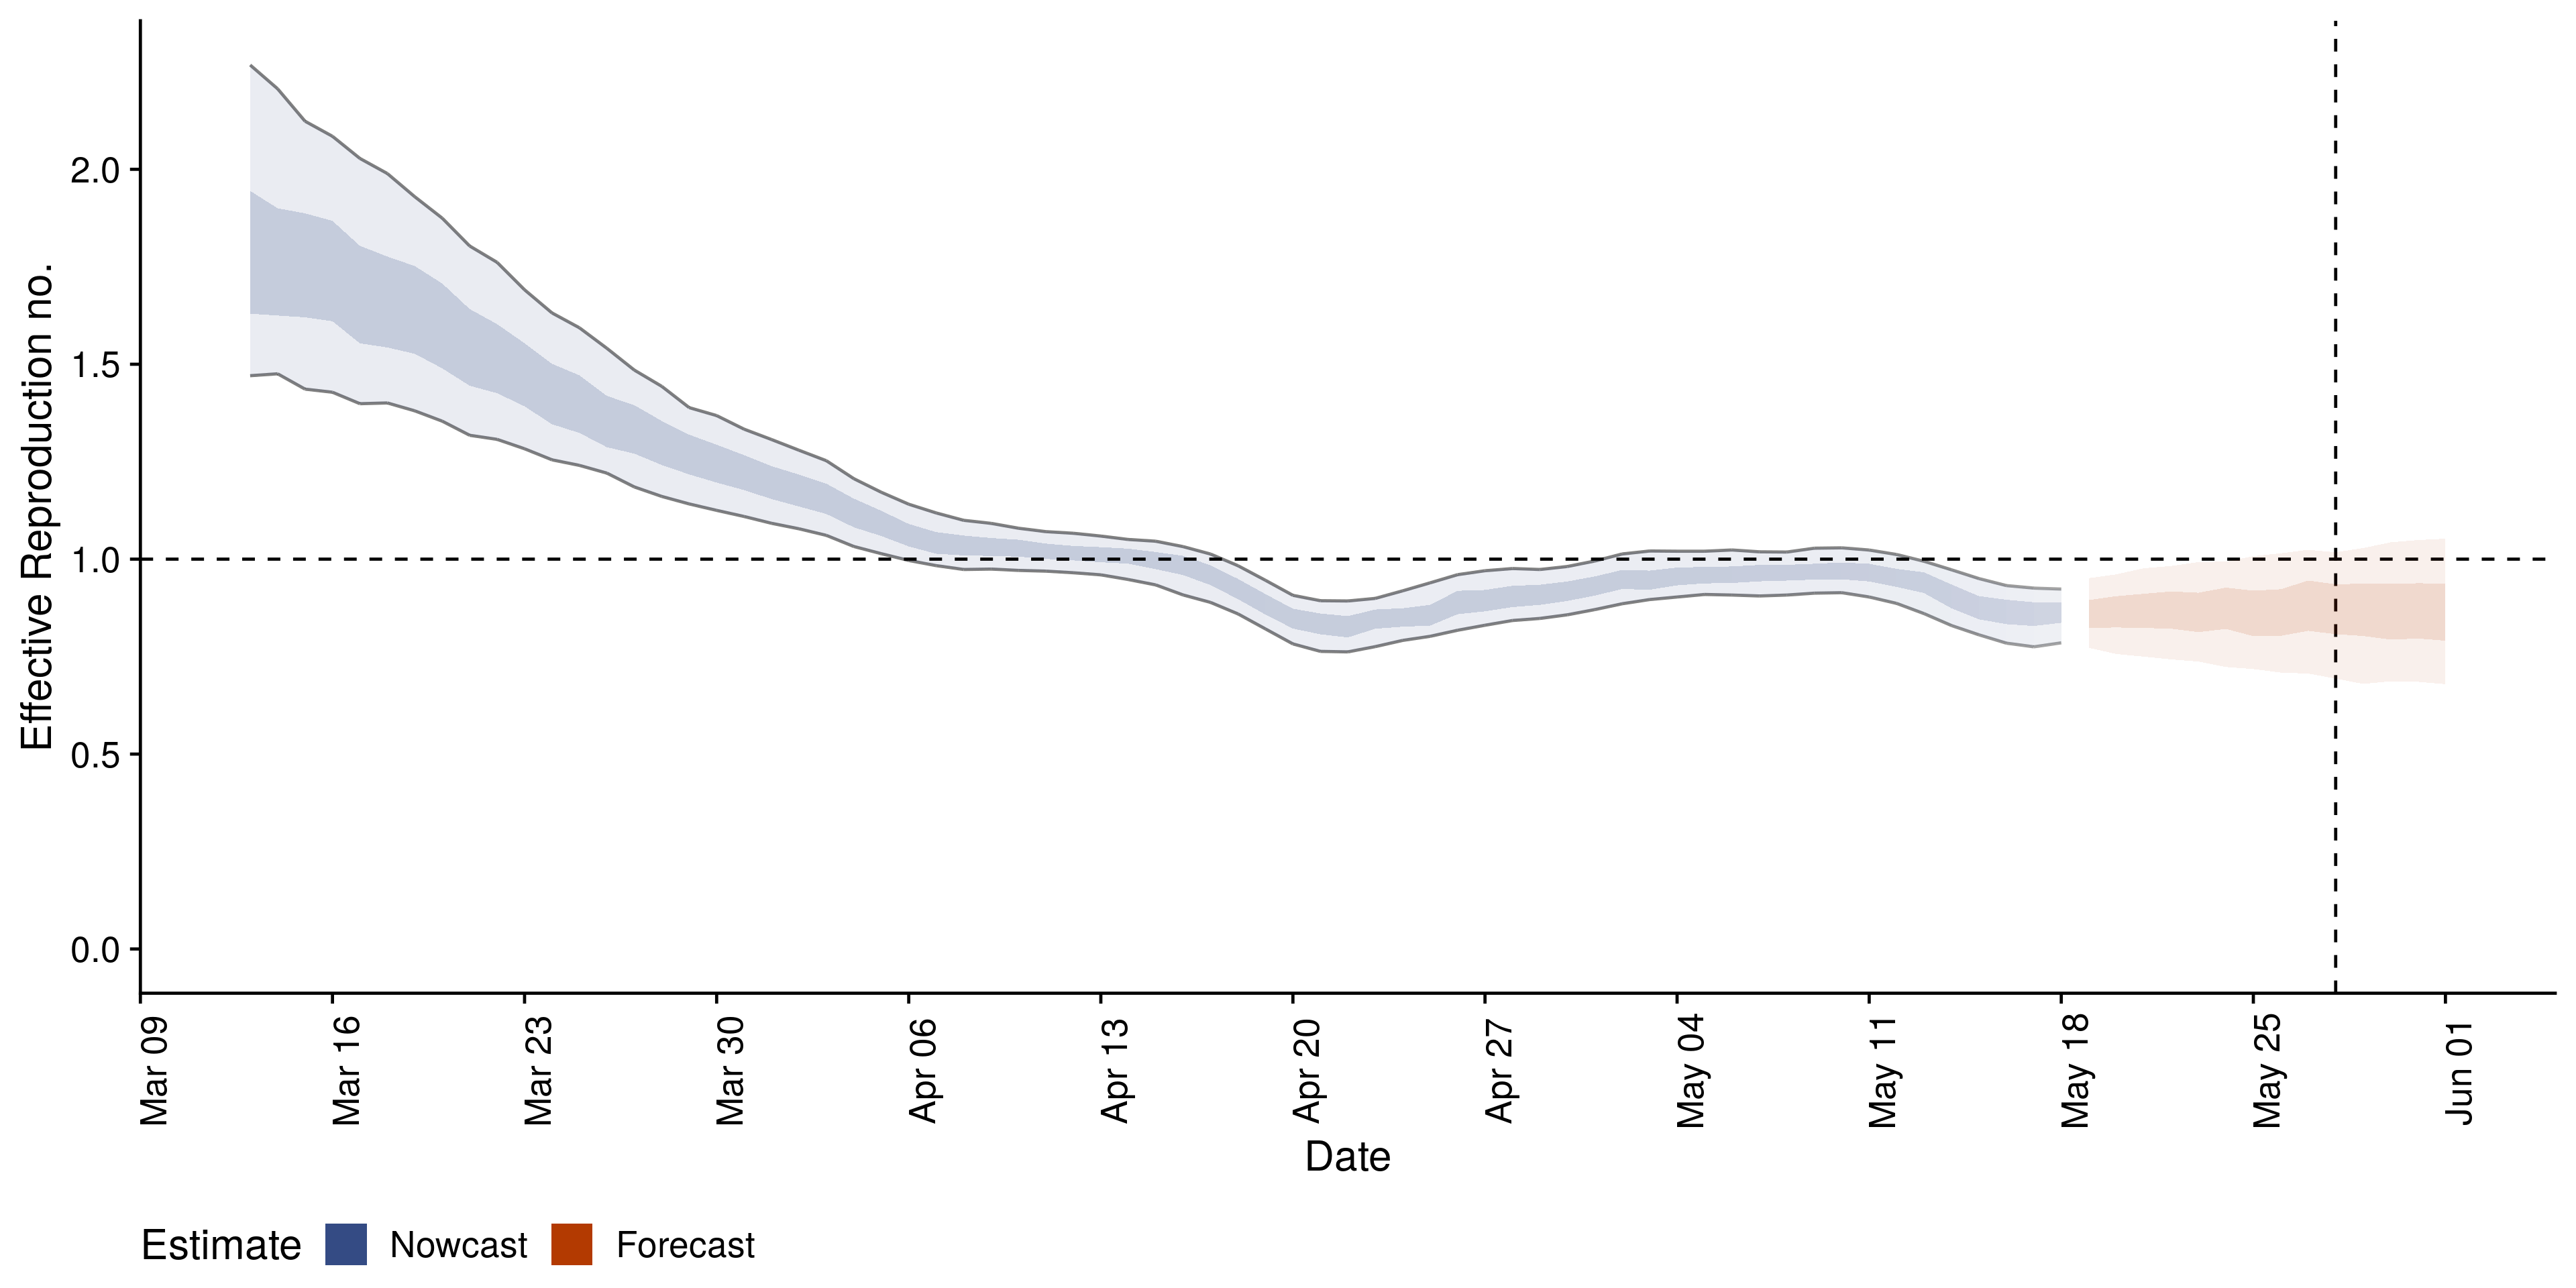 Effective Reproduction no.
2.0
1.5
1.0
0.5
0.0
Mar 09
Mar 16
Mar 23
Mar 30
Apr 06
Apr 13
Apr 20
Apr 27
May 04
May 11
May 18
May 25
Jun 01
Date
Estimate Nowcast Forecast